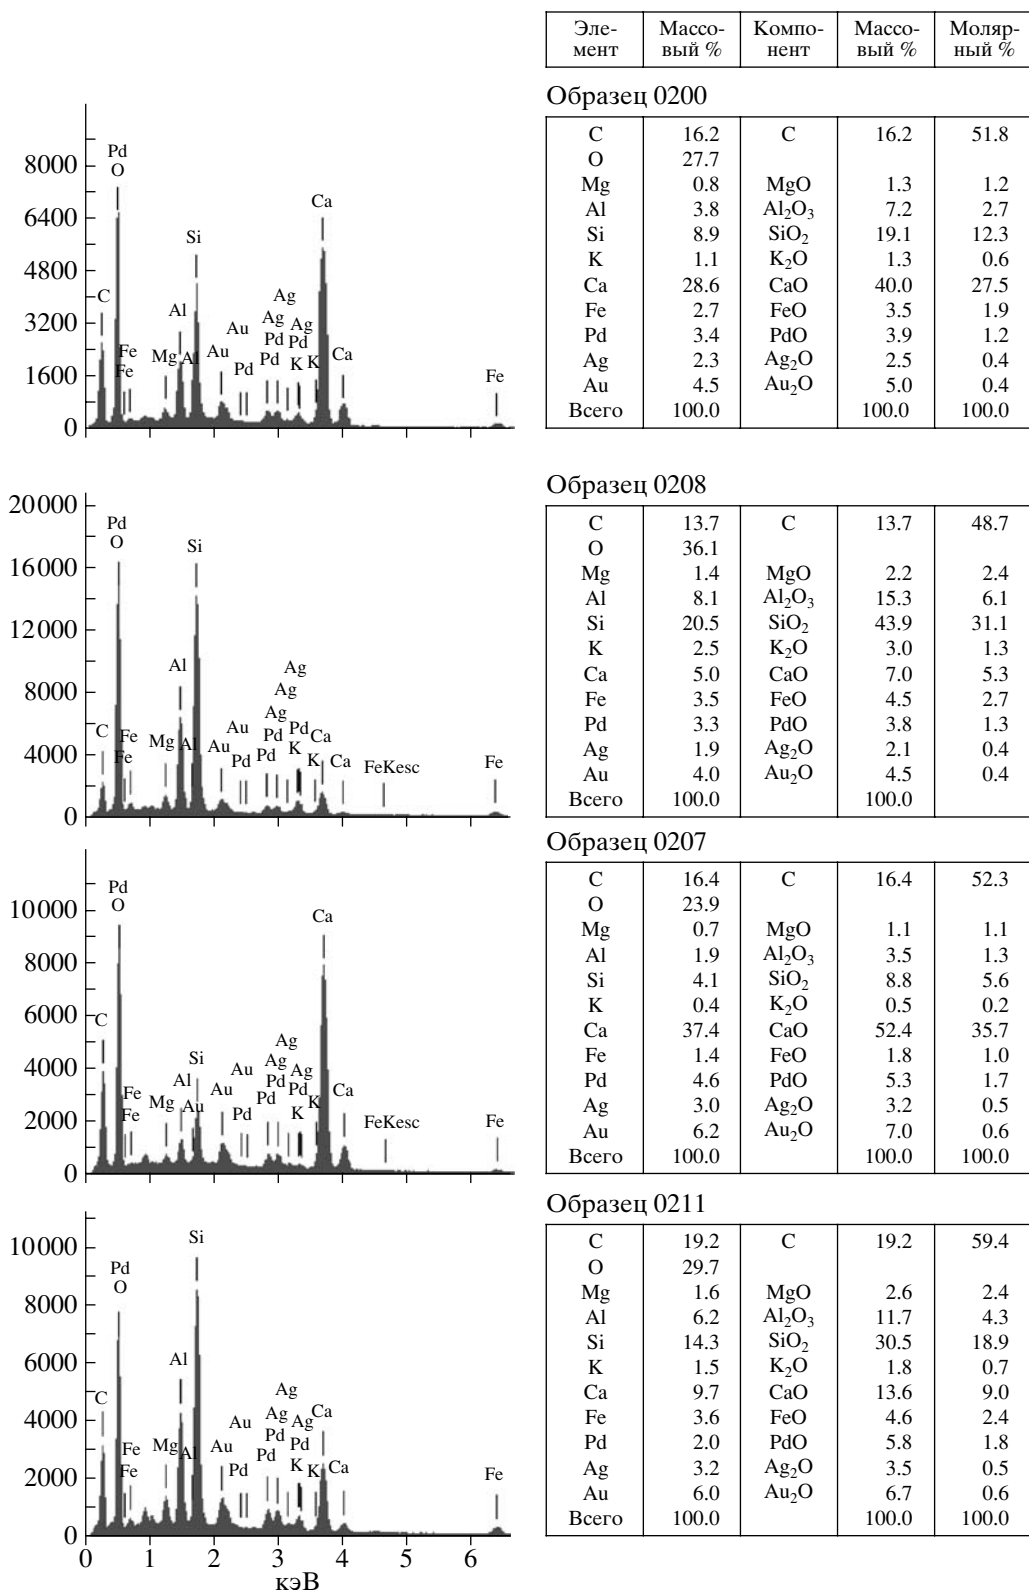 Эле-
мент
Массо-
вый %
Компо-
нент
Массо-
вый %
Моляр-
ный %
Образец 0200
C 16.2 C 16.2 51.8
O 27.7
Mg 0.8 MgO 1.3 1.2
Al 3.8 Al₂O₃ 7.2 2.7
Si 8.9 SiO₂ 19.1 12.3
K 1.1 K₂O 1.3 0.6
Ca 28.6 CaO 40.0 27.5
Fe 2.7 FeO 3.5 1.9
Pd 3.4 PdO 3.9 1.2
Ag 2.3 Ag₂O 2.5 0.4
Au 4.5 Au₂O 5.0 0.4
Всего 100.0 100.0 100.0
8000
6400
4800
3200
1600
0
C
Pd
O
Fe
Fe
Mg
Al
Al
Si
Au
Au
Pd
Ag
Ag
Pd
Pd
Ag
Pd
K
K
Ca
Ca
Fe
0 2 4 6
Образец 0208
C 13.7 C 13.7 48.7
O 36.1
Mg 1.4 MgO 2.2 2.4
Al 8.1 Al₂O₃ 15.3 6.1
Si 20.5 SiO₂ 43.9 31.1
K 2.5 K₂O 3.0 1.3
Ca 5.0 CaO 7.0 5.3
Fe 3.5 FeO 4.5 2.7
Pd 3.3 PdO 3.8 1.3
Ag 1.9 Ag₂O 2.1 0.4
Au 4.0 Au₂O 4.5 0.4
Всего 100.0 100.0
20000
16000
12000
8000
4000
0
C
Pd
O
Fe
Fe
Mg
Al
Al
Si
Au
Au
Pd
Ag
Ag
Ag
Pd
Pd
Pd
K
K
Ca
Ca
FeKesc
Fe
Образец 0207
C 16.4 C 16.4 52.3
O 23.9
Mg 0.7 MgO 1.1 1.1
Al 1.9 Al₂O₃ 3.5 1.3
Si 4.1 SiO₂ 8.8 5.6
K 0.4 K₂O 0.5 0.2
Ca 37.4 CaO 52.4 35.7
Fe 1.4 FeO 1.8 1.0
Pd 4.6 PdO 5.3 1.7
Ag 3.0 Ag₂O 3.2 0.5
Au 6.2 Au₂O 7.0 0.6
Всего 100.0 100.0 100.0
10000
8000
6000
4000
2000
0
C
Pd
O
Fe
Fe
Mg
Al
Au
Si
Au
Au
Pd
Ag
Ag
Pd
Pd
Ag
Pd
K
K
Ca
Ca
FeKesc
Fe
Образец 0211
C 19.2 C 19.2 59.4
O 29.7
Mg 1.6 MgO 2.6 2.4
Al 6.2 Al₂O₃ 11.7 4.3
Si 14.3 SiO₂ 30.5 18.9
K 1.5 K₂O 1.8 0.7
Ca 9.7 CaO 13.6 9.0
Fe 3.6 FeO 4.6 2.4
Pd 2.0 PdO 5.8 1.8
Ag 3.2 Ag₂O 3.5 0.5
Au 6.0 Au₂O 6.7 0.6
Всего 100.0 100.0 100.0
10000
8000
6000
4000
2000
0
C
Pd
O
Fe
Fe
Mg
Al
Al
Si
Au
Au
Pd
Ag
Ag
Pd
Pd
Ag
Pd
K
K
Ca
Ca
Fe
0 1 2 3 4 5 6
кэВ